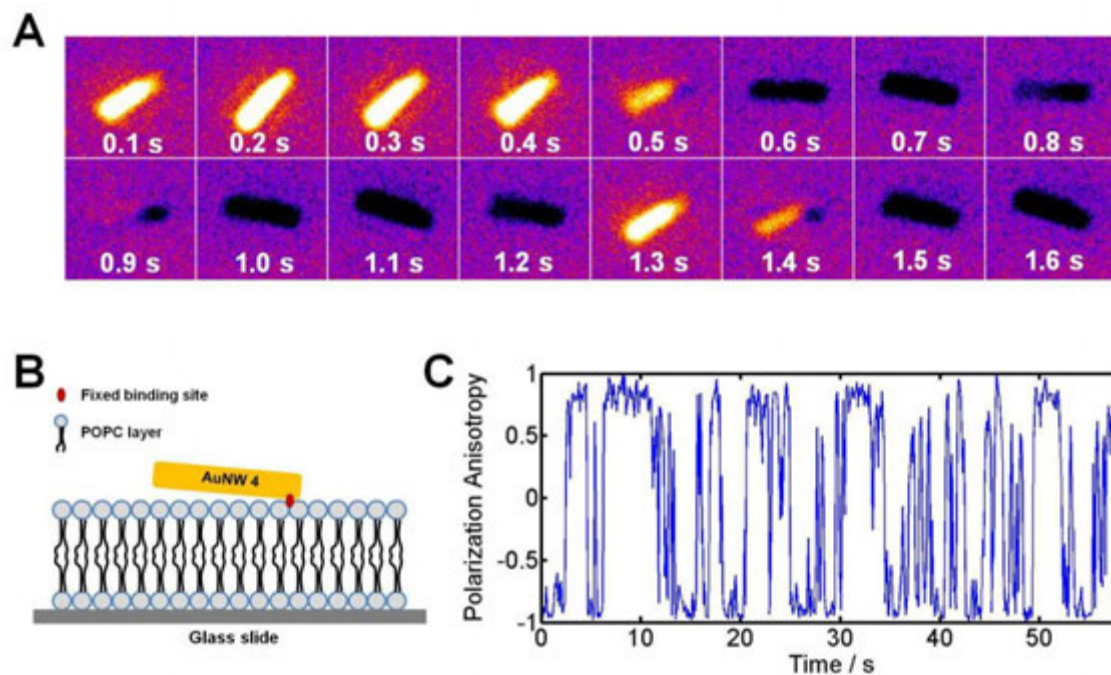 A
0.1 s 0.2 s 0.3 s 0.4 s 0.5 s 0.6 s 0.7 s 0.8 s
0.9 s 1.0 s 1.1 s 1.2 s 1.3 s 1.4 s 1.5 s 1.6 s
B
Fixed binding site
POPC layer
AuNW 4
Glass slide
C
Polarization Anisotropy
1
0.5
0
-0.5
-1
0 10 20 30 40 50
Time / s